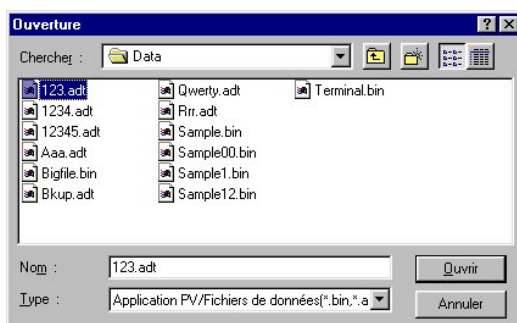 Ouverture
Chercher : Data
123.adt Qwerty.adt Terminal.bin
1234.adt Rrr.adt
12345.adt Sample.bin
Aaa.adt Sample00.bin
Bigfile.bin Sample1.bin
Bkup.adt Sample12.bin
Nom : 123.adt Ouvrir
Type : Application PV/Fichiers de données(*.bin,*.a Annuler